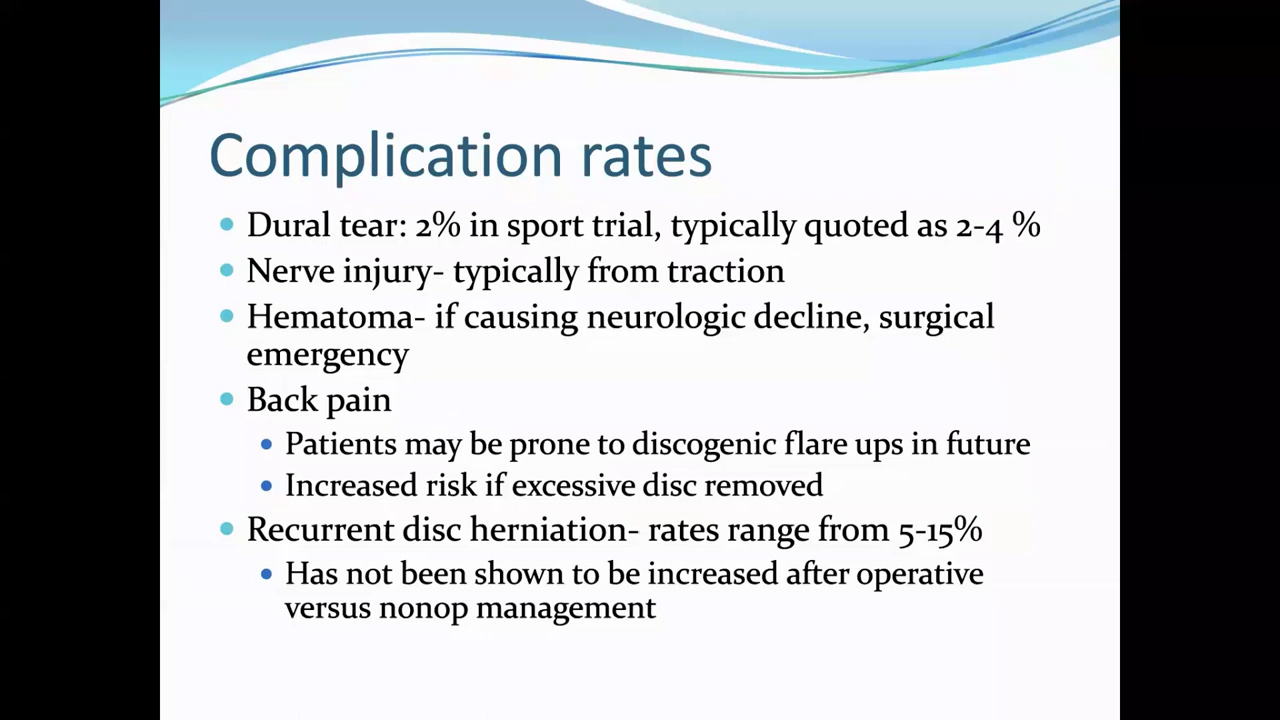 Complication rates
Dural tear: 2% in sport trial, typically quoted as 2-4 %
Nerve injury- typically from traction
Hematoma- if causing neurologic decline, surgical
emergency
Back pain
Patients may be prone to discogenic flare ups in future
Increased risk if excessive disc removed
Recurrent disc herniation- rates range from 5-15%
Has not been shown to be increased after operative
versus nonop management